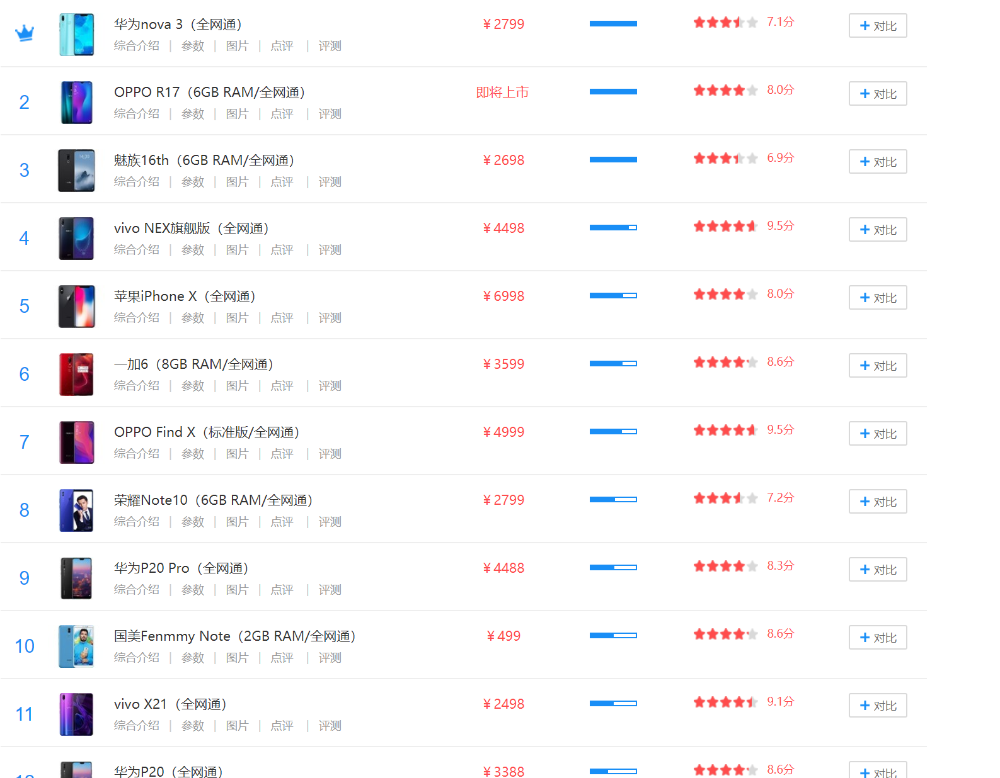 华为nova 3（全网通） ¥2799 7.1分 + 对比
综合介绍 | 参数 | 图片 | 点评 | 评测
2 OPPO R17（6GB RAM/全网通） 即将上市 8.0分 + 对比
综合介绍 | 参数 | 图片 | 点评 | 评测
3 魅族16th（6GB RAM/全网通） ¥2698 6.9分 + 对比
综合介绍 | 参数 | 图片 | 点评 | 评测
4 vivo NEX旗舰版（全网通） ¥4498 9.5分 + 对比
综合介绍 | 参数 | 图片 | 点评 | 评测
5 苹果iPhone X（全网通） ¥6998 8.0分 + 对比
综合介绍 | 参数 | 图片 | 点评 | 评测
6 一加6（8GB RAM/全网通） ¥3599 8.6分 + 对比
综合介绍 | 参数 | 图片 | 点评 | 评测
7 OPPO Find X（标准版/全网通） ¥4999 9.5分 + 对比
综合介绍 | 参数 | 图片 | 点评 | 评测
8 荣耀Note10（6GB RAM/全网通） ¥2799 7.2分 + 对比
综合介绍 | 参数 | 图片 | 点评 | 评测
9 华为P20 Pro（全网通） ¥4488 8.3分 + 对比
综合介绍 | 参数 | 图片 | 点评 | 评测
10 国美Fenmmy Note（2GB RAM/全网通） ¥499 8.6分 + 对比
综合介绍 | 参数 | 图片 | 点评 | 评测
11 vivo X21（全网通） ¥2498 9.1分 + 对比
综合介绍 | 参数 | 图片 | 点评 | 评测
华为P20（全网通） ¥3388 8.6分 + 对比